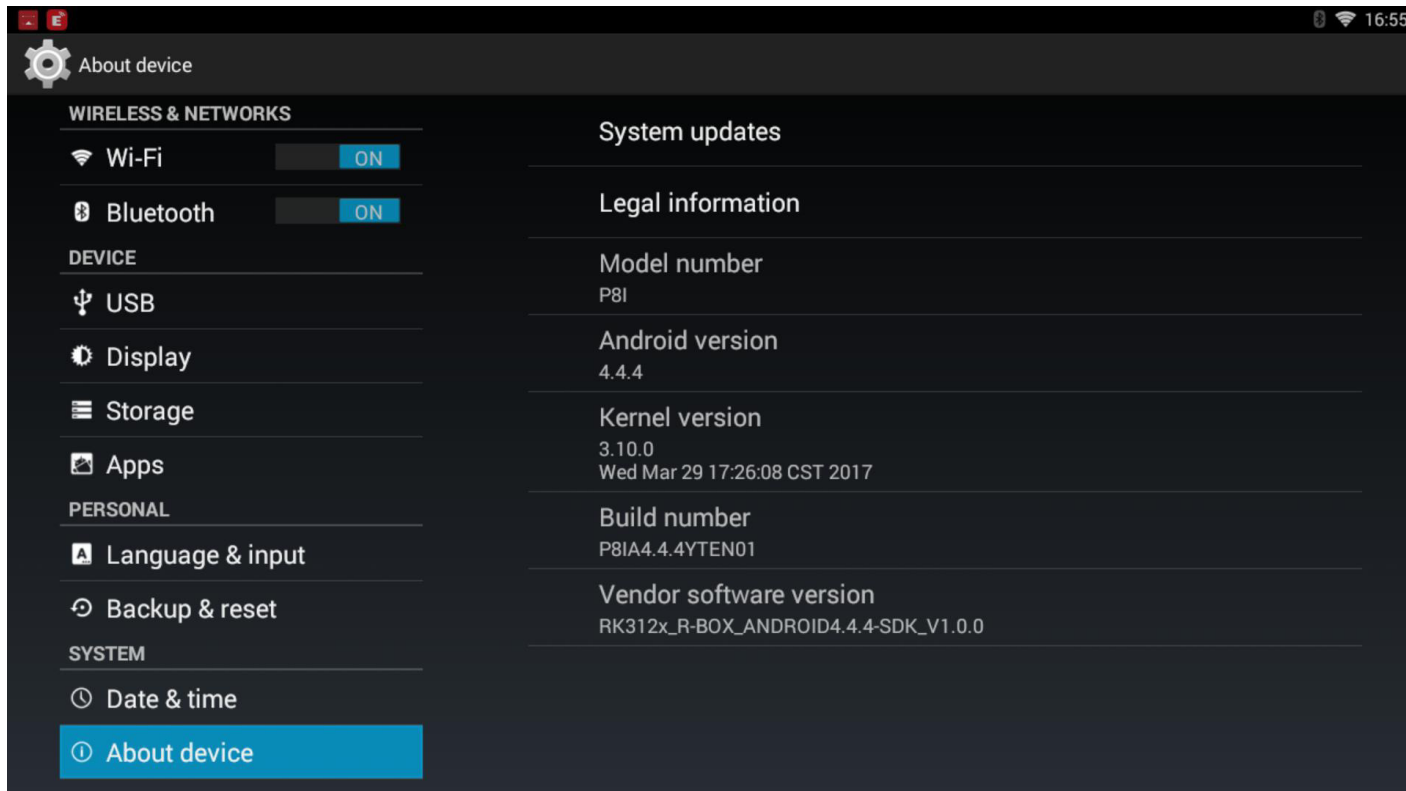 E
16:55
About device
WIRELESS & NETWORKS
Wi-Fi
ON
Bluetooth
ON
DEVICE
USB
Display
Storage
Apps
PERSONAL
A
Language & input
Backup & reset
SYSTEM
Date & time
About device
System updates
Legal information
Model number
P8I
Android version
4.4.4
Kernel version
3.10.0
Wed Mar 29 17:26:08 CST 2017
Build number
P8IA4.4.4YTEN01
Vendor software version
RK312x_R-BOX_ANDROID4.4.4-SDK_V1.0.0